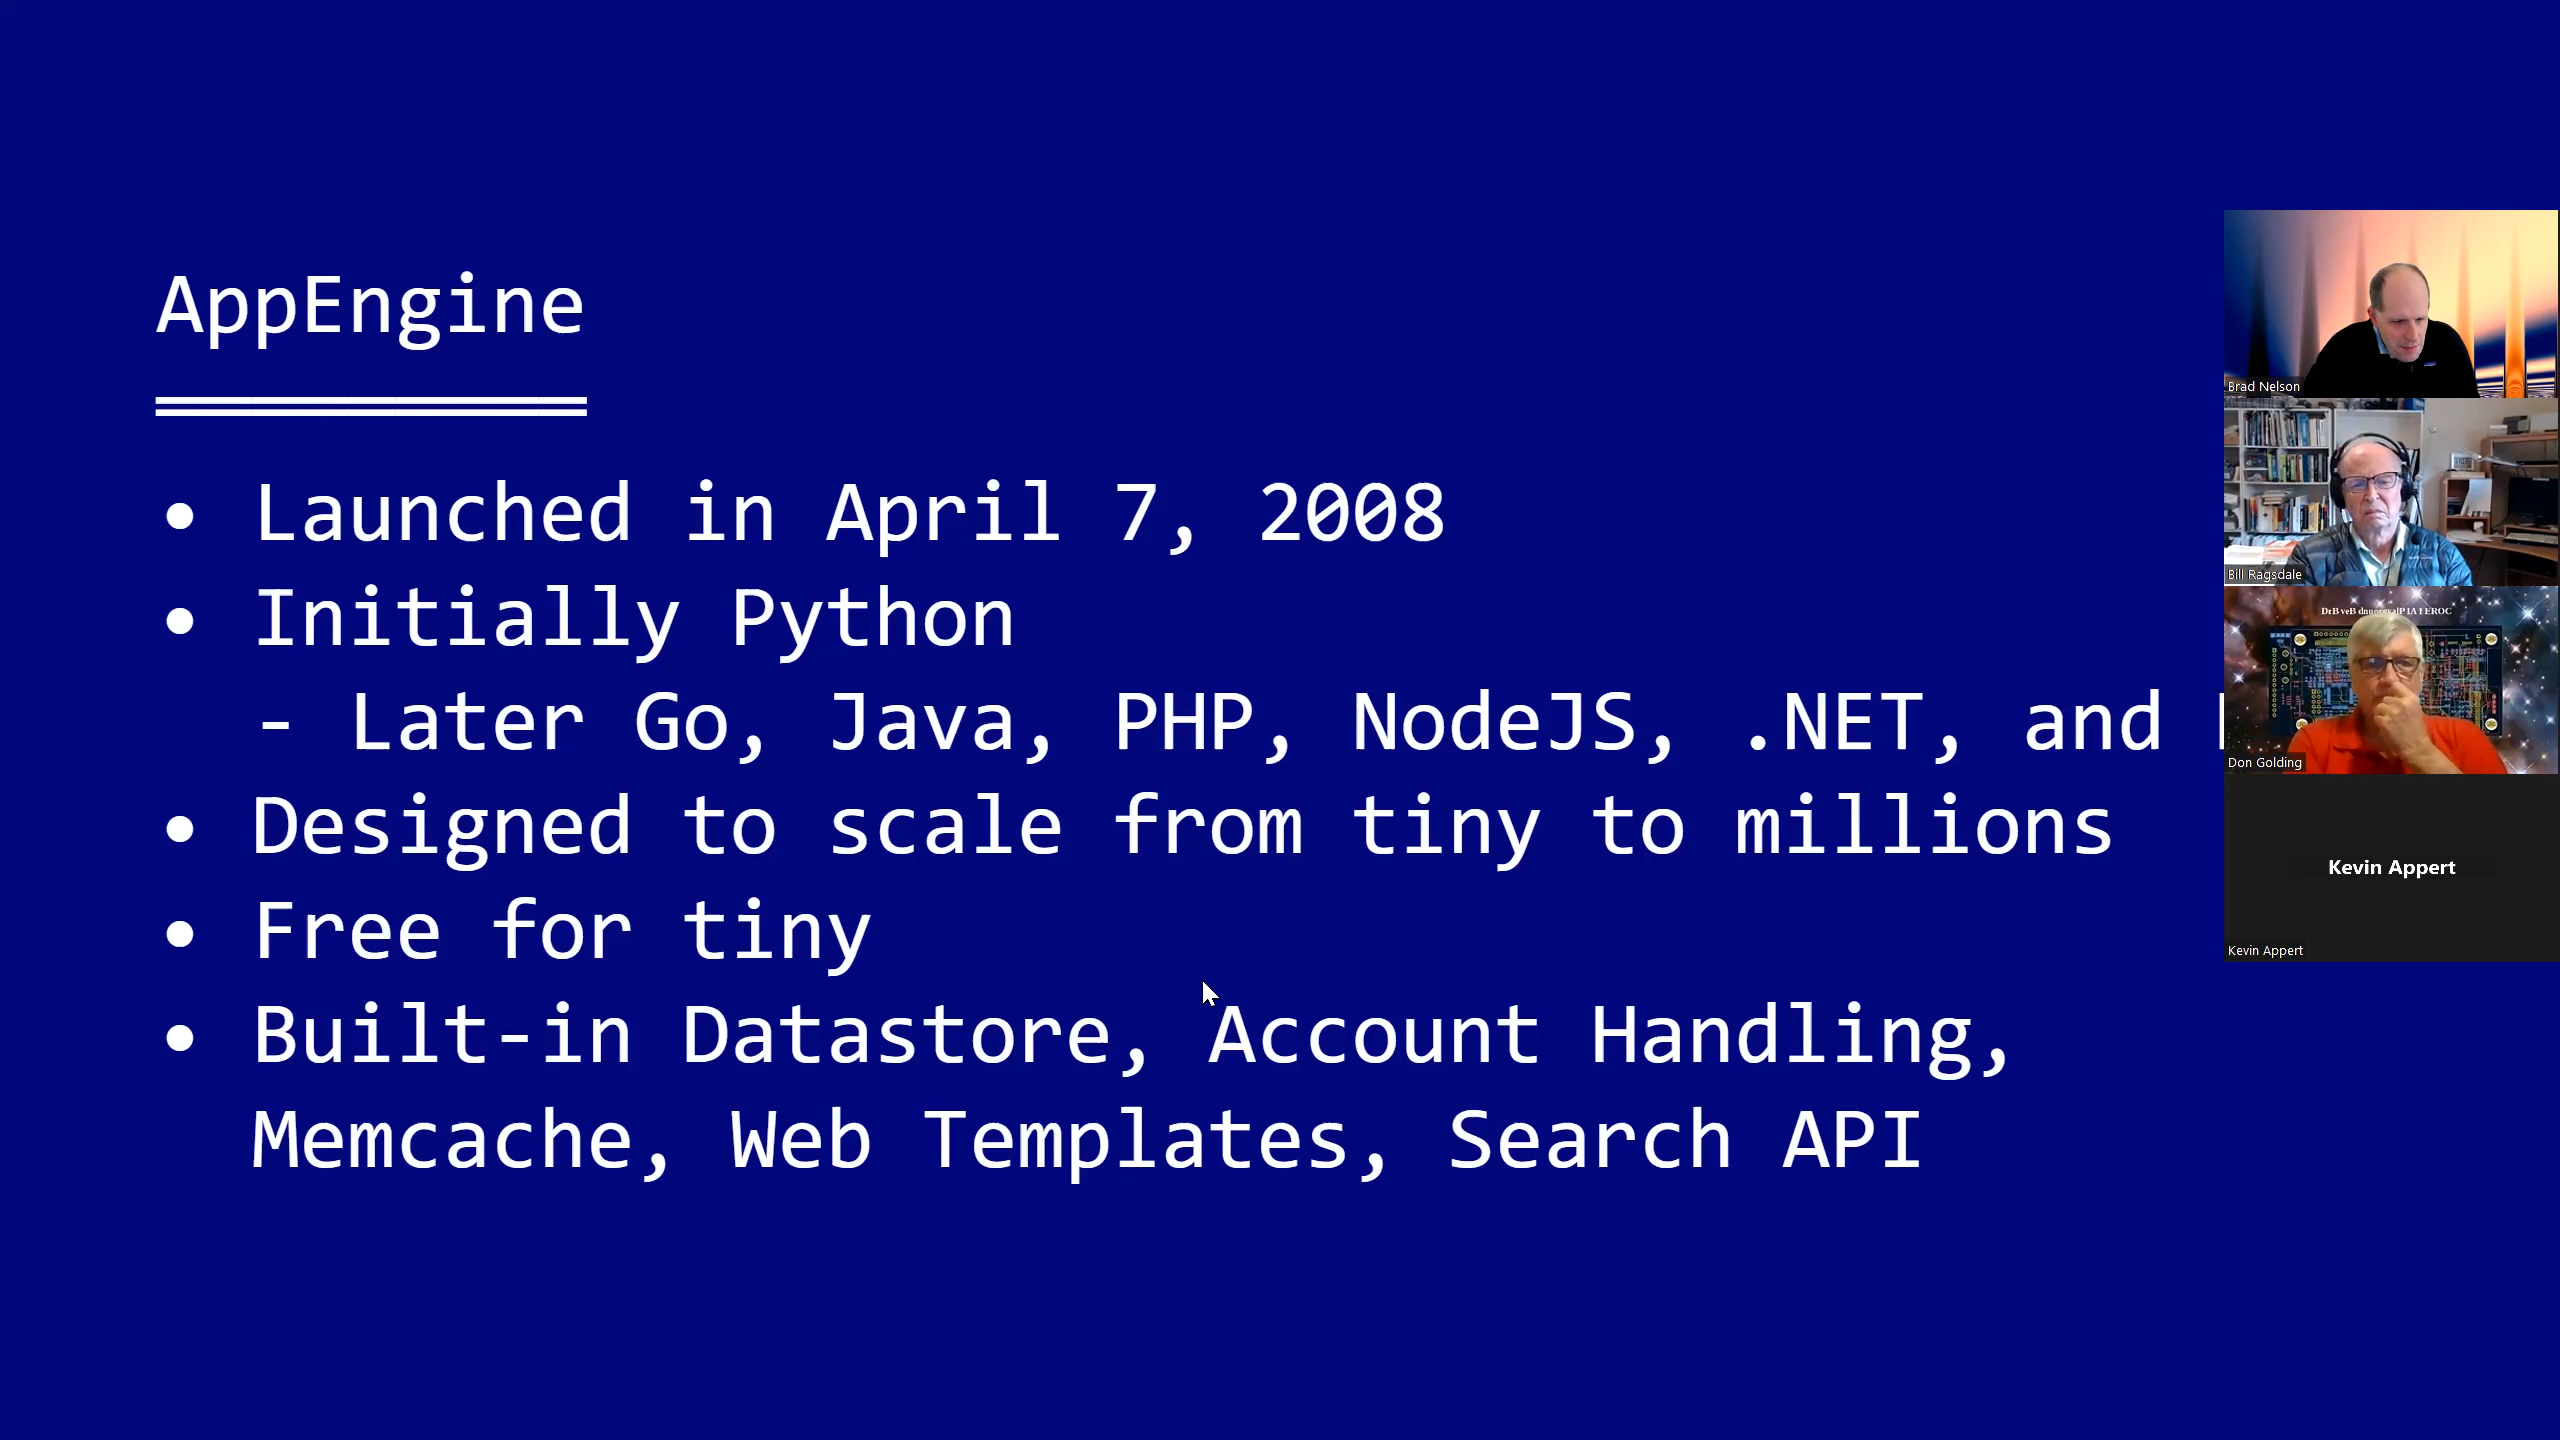 AppEngine
• Launched in April 7, 2008
• Initially Python
- Later Go, Java, PHP, NodeJS, .NET, and
• Designed to scale from tiny to millions
• Free for tiny
• Built-in Datastore, Account Handling,
Memcache, Web Templates, Search API
Brad Nelson
Bill Ragsdale
Don Golding
Kevin Appert
Kevin Appert